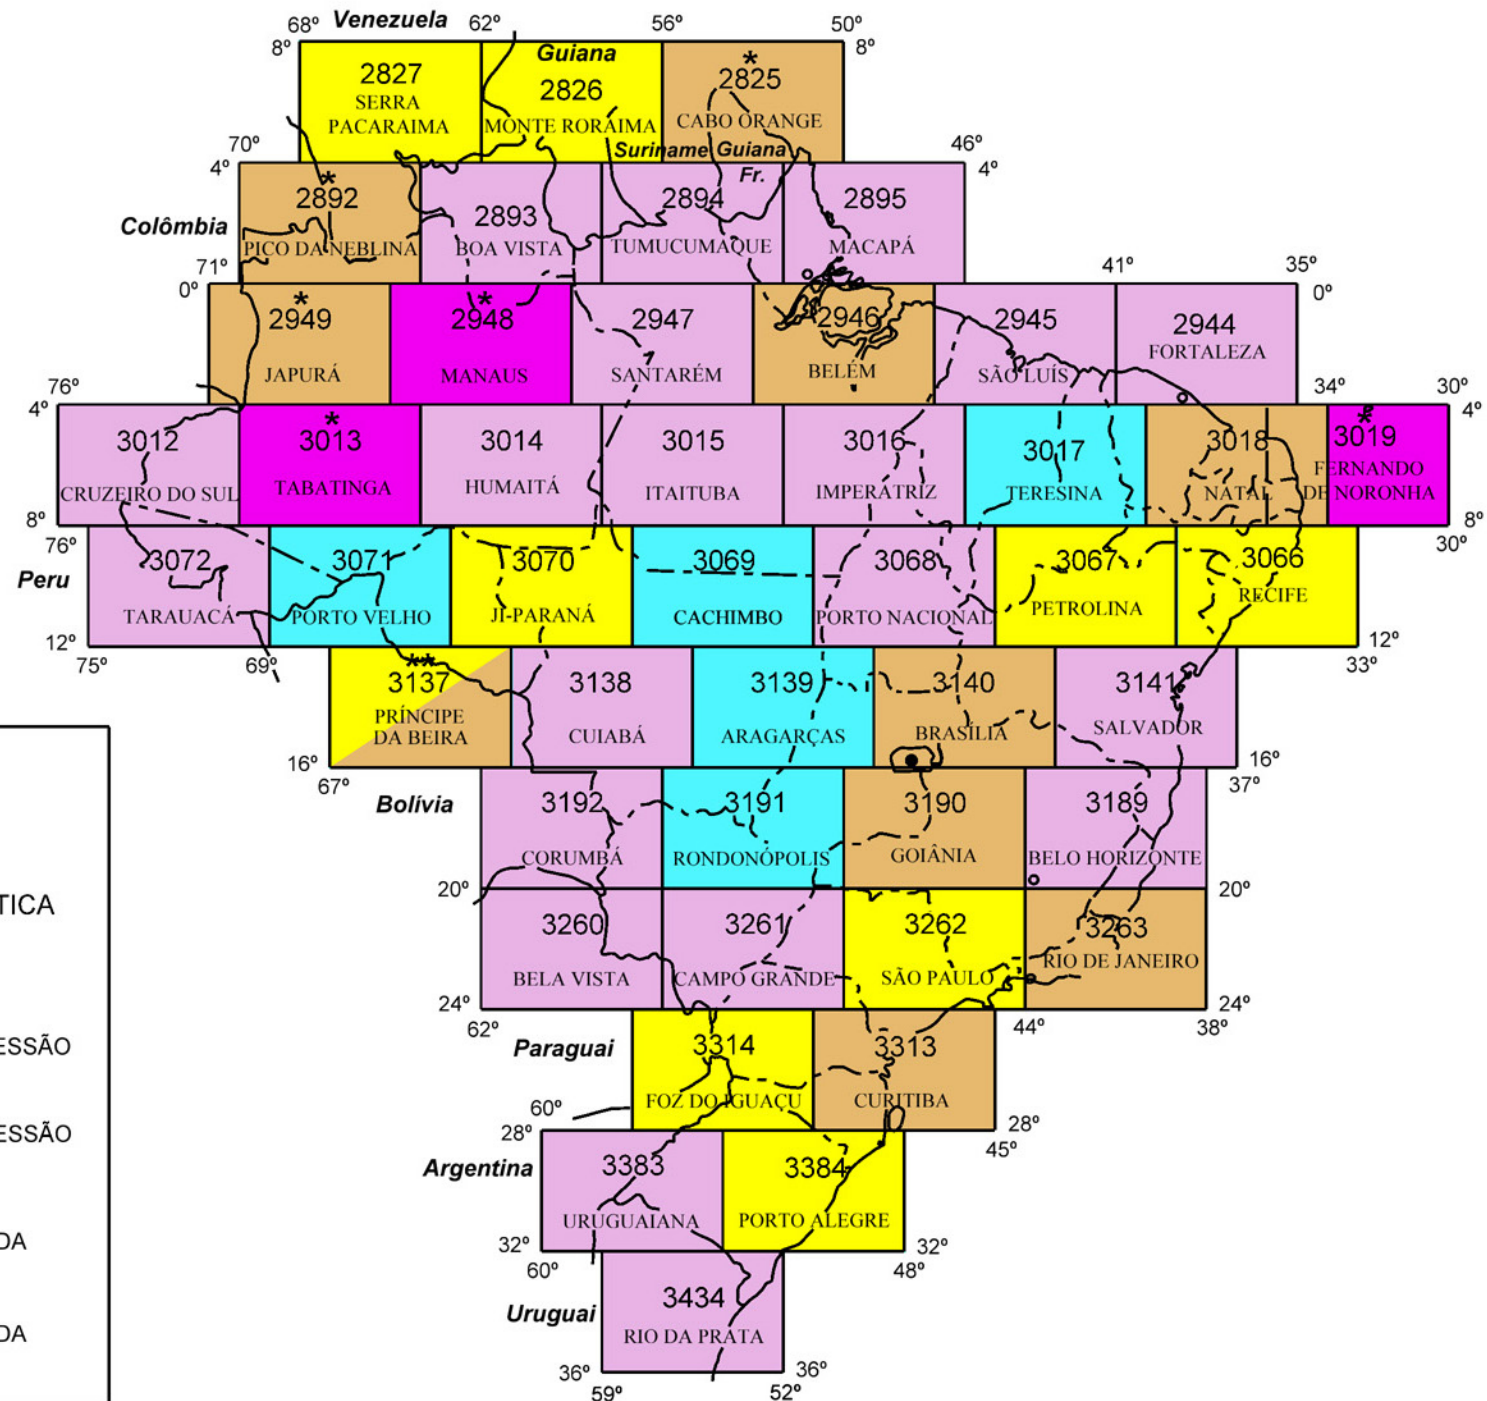 68º Venezuela 62º 56º 50º
8º 8º
2827
SERRA
PACARAIMA
Guiana
2826
MONTE RORAIMA
*
2825
CABO ORANGE
Suriname Guiana
Fr.
70º 46º
4º 4º
Colômbia
*
2892
PICO DA NEBLINA
2893
BOA VISTA
2894
TUMUCUMAQUE
2895
MACAPÁ
71º 41º 35º
0º 0º
*
2949
JAPURÁ
*
2948
MANAUS
2947
SANTARÉM
2946
BELÉM
2945
SÃO LUÍS
2944
FORTALEZA
76º 34º 30º
4º 4º
3012
CRUZEIRO DO SUL
*
3013
TABATINGA
3014
HUMAITÁ
3015
ITAITUBA
3016
IMPERATRIZ
3017
TERESINA
3018
NATAL
*
3019
FERNANDO
DE NORONHA
8º 8º
76º 30º
Peru
3072
TARAUACÁ
3071
PORTO VELHO
3070
JI-PARANÁ
3069
CACHIMBO
3068
PORTO NACIONAL
3067
PETROLINA
3066
RECIFE
12º 12º
75º 69º 33º
**
3137
PRÍNCIPE
DA BEIRA
3138
CUIABÁ
3139
ARAGARÇAS
3140
BRASÍLIA
3141
SALVADOR
16º 16º
67º 37º
Bolívia
3192
CORUMBÁ
3191
RONDONÓPOLIS
3190
GOIÂNIA
3189
BELO HORIZONTE
20º 20º
3260
BELA VISTA
3261
CAMPO GRANDE
3262
SÃO PAULO
3263
RIO DE JANEIRO
24º 24º
62º 44º 38º
Paraguai
3314
FOZ DO IGUAÇU
3313
CURITIBA
60º
28º 28º
45º
Argentina
3383
URUGUAIANA
3384
PORTO ALEGRE
32º 32º
60º 48º
Uruguai
3434
RIO DA PRATA
36º 36º
59º 52º
TICA
ESSÃO
ESSÃO
DA
DA